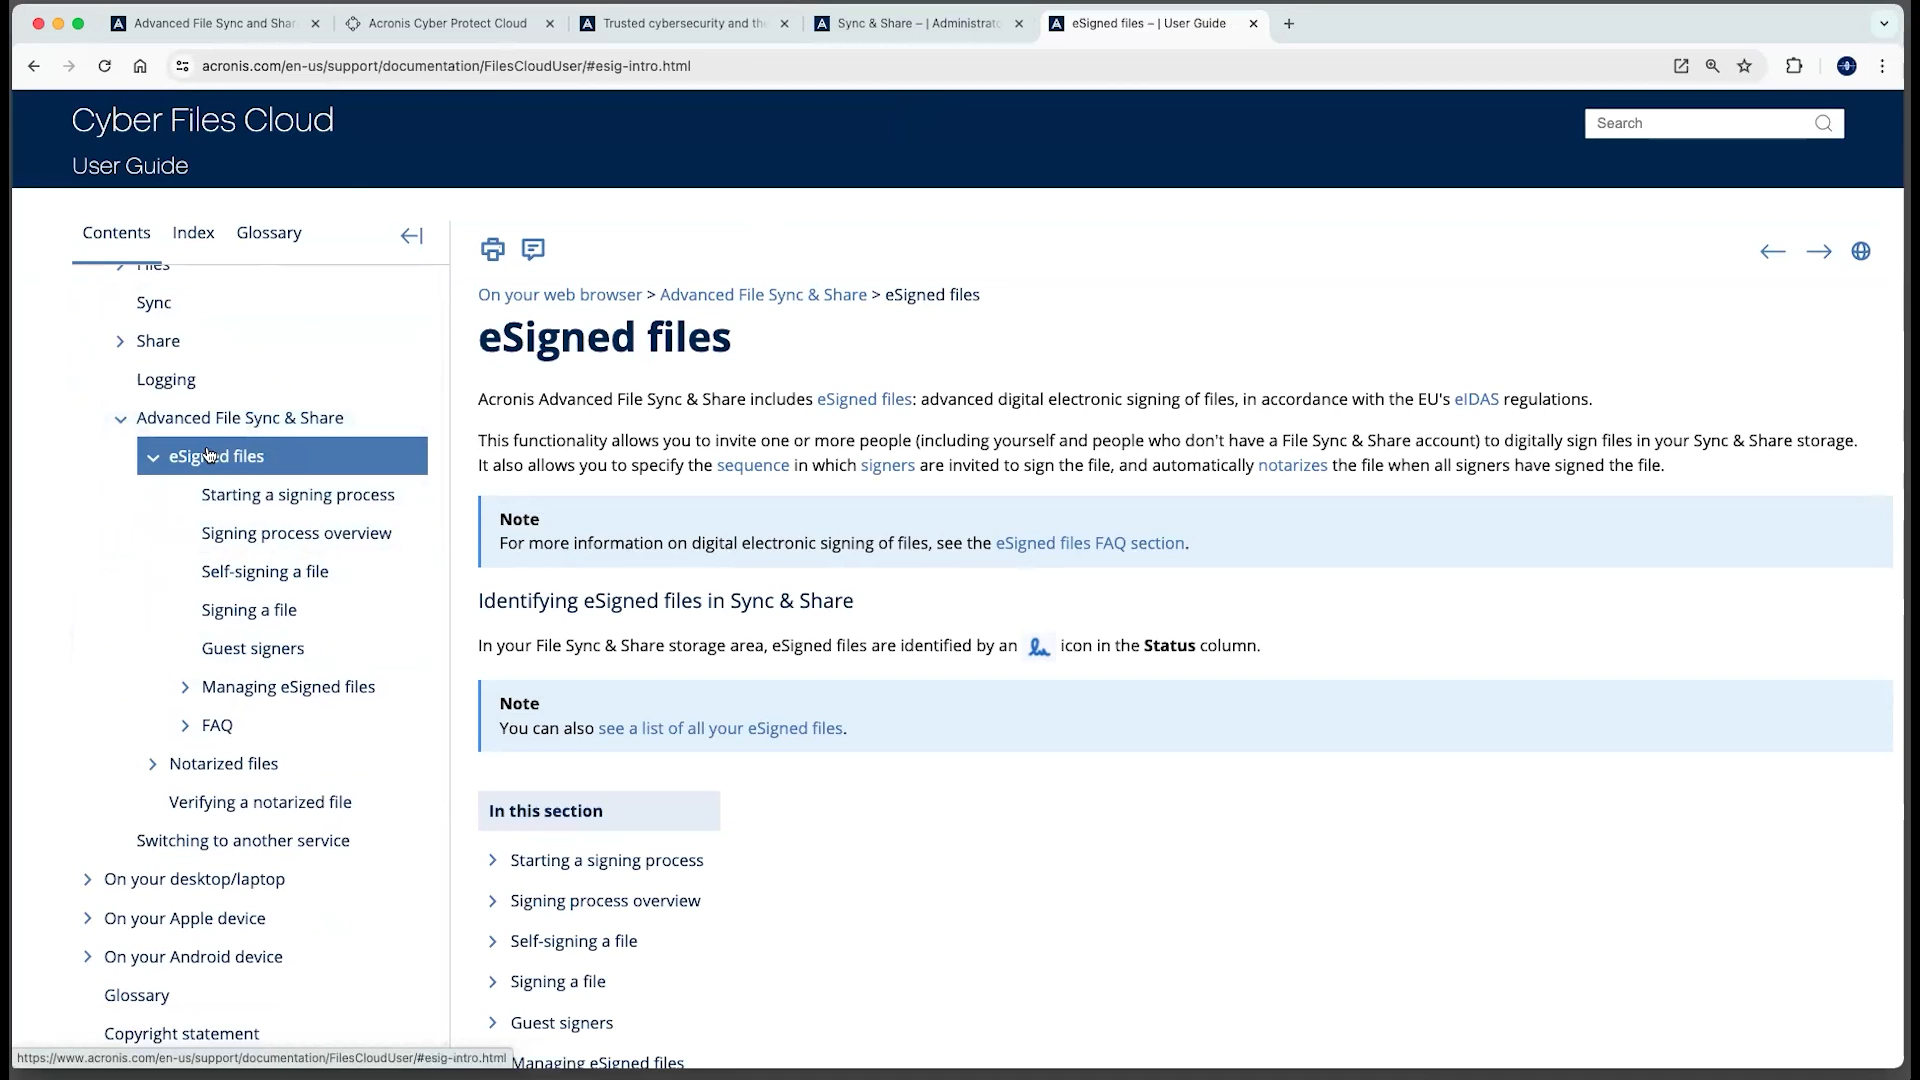 Advanced File Sync and Shar
Acronis Cyber Protect Cloud
Trusted cybersecurity and the
Sync & Share – | Administrato
eSigned files – | User Guide
acronis.com/en-us/support/documentation/FilesCloudUser/#esig-intro.html
Cyber Files Cloud
User Guide
Search
Contents
Index
Glossary
Files
Sync
Share
Logging
Advanced File Sync & Share
eSigned files
Starting a signing process
Signing process overview
Self-signing a file
Signing a file
Guest signers
Managing eSigned files
FAQ
Notarized files
Verifying a notarized file
Switching to another service
On your desktop/laptop
On your Apple device
On your Android device
Glossary
Copyright statement
https://www.acronis.com/en-us/support/documentation/FilesCloudUser/#esig-intro.html
On your web browser > Advanced File Sync & Share > eSigned files
eSigned files
Acronis Advanced File Sync & Share includes eSigned files: advanced digital electronic signing of files, in accordance with the EU's eIDAS regulations.
This functionality allows you to invite one or more people (including yourself and people who don't have a File Sync & Share account) to digitally sign files in your Sync & Share storage.
It also allows you to specify the sequence in which signers are invited to sign the file, and automatically notarizes the file when all signers have signed the file.
Note
For more information on digital electronic signing of files, see the eSigned files FAQ section.
Identifying eSigned files in Sync & Share
In your File Sync & Share storage area, eSigned files are identified by an icon in the Status column.
Note
You can also see a list of all your eSigned files.
In this section
Starting a signing process
Signing process overview
Self-signing a file
Signing a file
Guest signers
Managing eSigned files